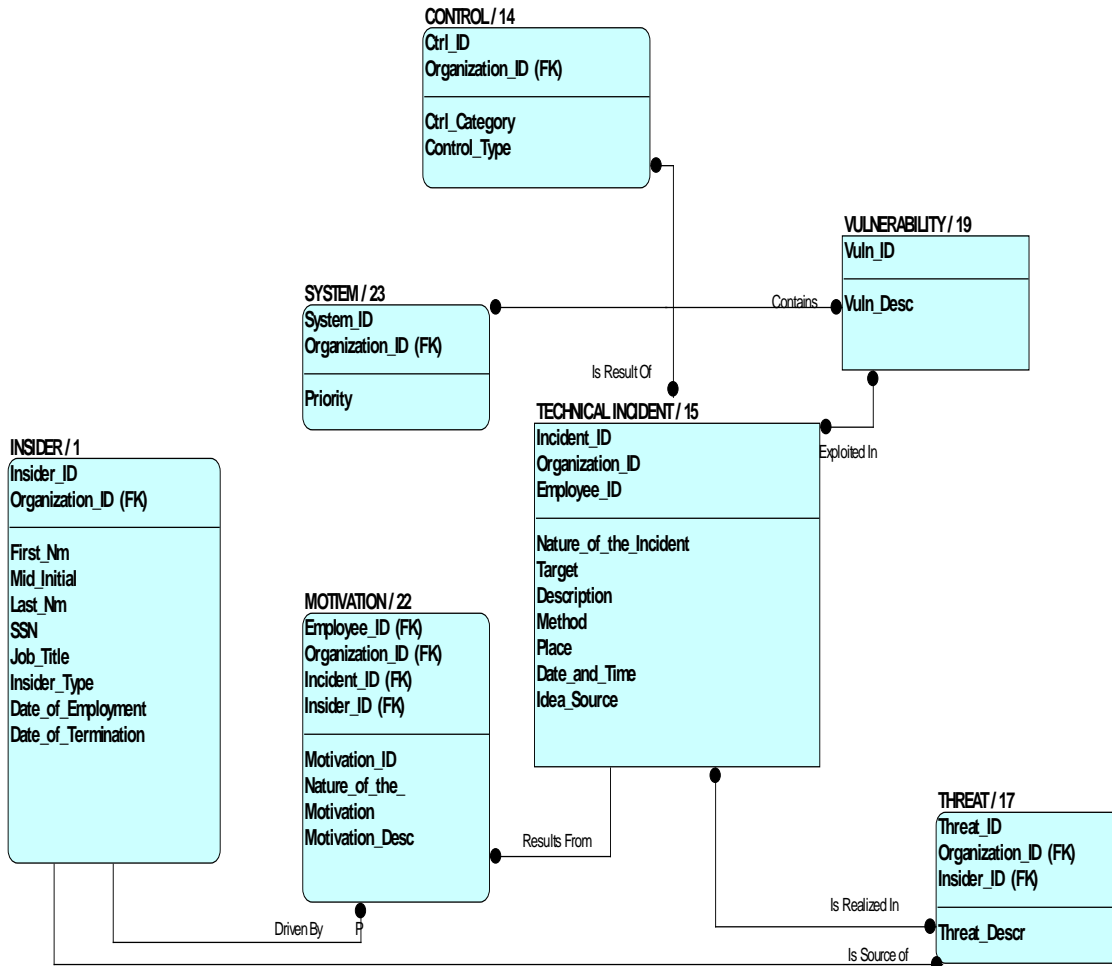 CONTROL / 14
Ctrl_ID
Organization_ID (FK)
Ctrl_Category
Control_Type
VULNERABILITY / 19
Vuln_ID
Vuln_Desc
SYSTEM / 23
System_ID
Organization_ID (FK)
Priority
Contains
Is Result Of
TECHNICAL INCIDENT / 15
Incident_ID
Organization_ID
Employee_ID
Nature_of_the_Incident
Target
Description
Method
Place
Date_and_Time
Idea_Source
Exploited In
INSIDER / 1
Insider_ID
Organization_ID (FK)
First_Nm
Mid_Initial
Last_Nm
SSN
Job_Title
Insider_Type
Date_of_Employment
Date_of_Termination
MOTIVATION / 22
Employee_ID (FK)
Organization_ID (FK)
Incident_ID (FK)
Insider_ID (FK)
Motivation_ID
Nature_of_the_
Motivation
Motivation_Desc
Results From
Driven By
P
THREAT / 17
Threat_ID
Organization_ID (FK)
Insider_ID (FK)
Threat_Descr
Is Realized In
Is Source of